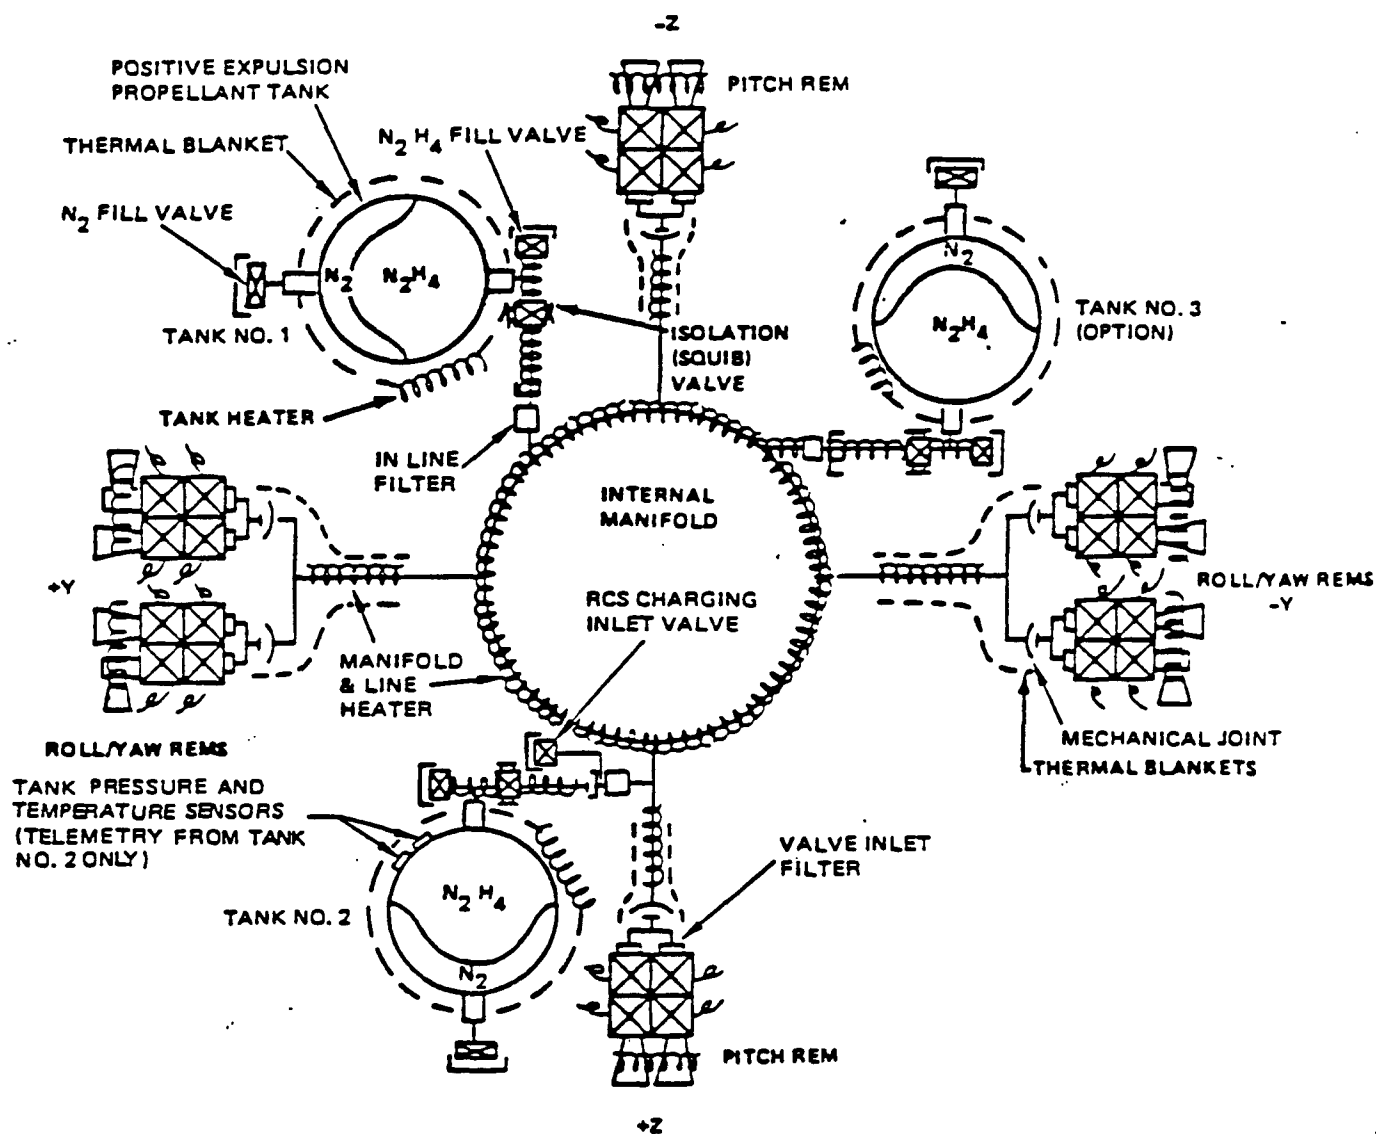 -Z
POSITIVE EXPULSION
PROPELLANT TANK
PITCH REM
THERMAL BLANKET
N2 H4 FILL VALVE
N2 FILL VALVE
N2
N2H4
TANK NO. 1
ISOLATION
(SQUIB)
VALVE
N2
N2H4
TANK NO. 3
(OPTION)
TANK HEATER
IN LINE
FILTER
INTERNAL
MANIFOLD
+Y
RCS CHARGING
INLET VALVE
ROLL/YAW REMS
-Y
MANIFOLD
& LINE
HEATER
ROLL/YAW REMS
MECHANICAL JOINT
THERMAL BLANKETS
TANK PRESSURE AND
TEMPERATURE SENSORS
(TELEMETRY FROM TANK
NO. 2 ONLY)
VALVE INLET
FILTER
N2 H4
TANK NO. 2
N2
PITCH REM
+Z